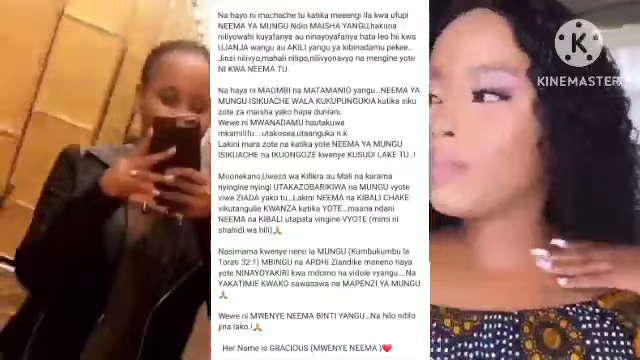 Na hayo ni machache tu katika meeengi Ila kwa ufupi
NEEMA YA MUNGU Ndio MAISHA YANGU,hakuna
niliyowahi kuyafanya au ninayoyafanya hata leo hii kwa
UJANJA wangu au AKILI yangu ya kibinadamu pekee...
Jinsi niliivyo,mahali nilipo,nilivyonavyo na mengine yote
NI KWA NEEMA TU.
Na haya ni MAOMBI na MATAMANIO yangu...NEEMA YA
MUNGU ISIKUACHE WALA KUKUPUNGUKIA katika siku
zote za maisha yako hapa duniani.
Wewe ni MWANADAMU hautakuwa
mkamilifu...utakosea,utaanguka n.k
Lakini mara zote na katika yote NEEMA YA MUNGU
ISIKUACHE na IKUONGOZE kwenye KUSUDI LAKE TU..!
Muonekano,Uwezo wa Kifikra au Mali na karama
nyingine nyingi UTAKAZOBARIKIWA na MUNGU vyote
viwe ZIADA yako tu...Lakini NEEMA na KIBALI CHAKE
vikutangulie KWANZA katika YOTE...maana ndani
NEEMA na KIBALI utapata vingine VYOTE (mimi ni
shahidi wa hili)🙏
Nasimama kwenye neno la MUNGU (Kumbukumbu la
Torati 32:1) MBINGU na ARDHI Ziandike maneno haya
yote NINAYOYAKIRI kwa mdomo na vidole vyangu....Na
YAKATIMIE KWAKO sawasawa na MAPENZI YA MUNGU
🙏
Wewe ni MWENYE NEEMA BINTI YANGU...Na hilo ndilo
jina lako.!🙏
Her Name is GRACIOUS (MWENYE NEEMA )❤️
K
KINEMASTER